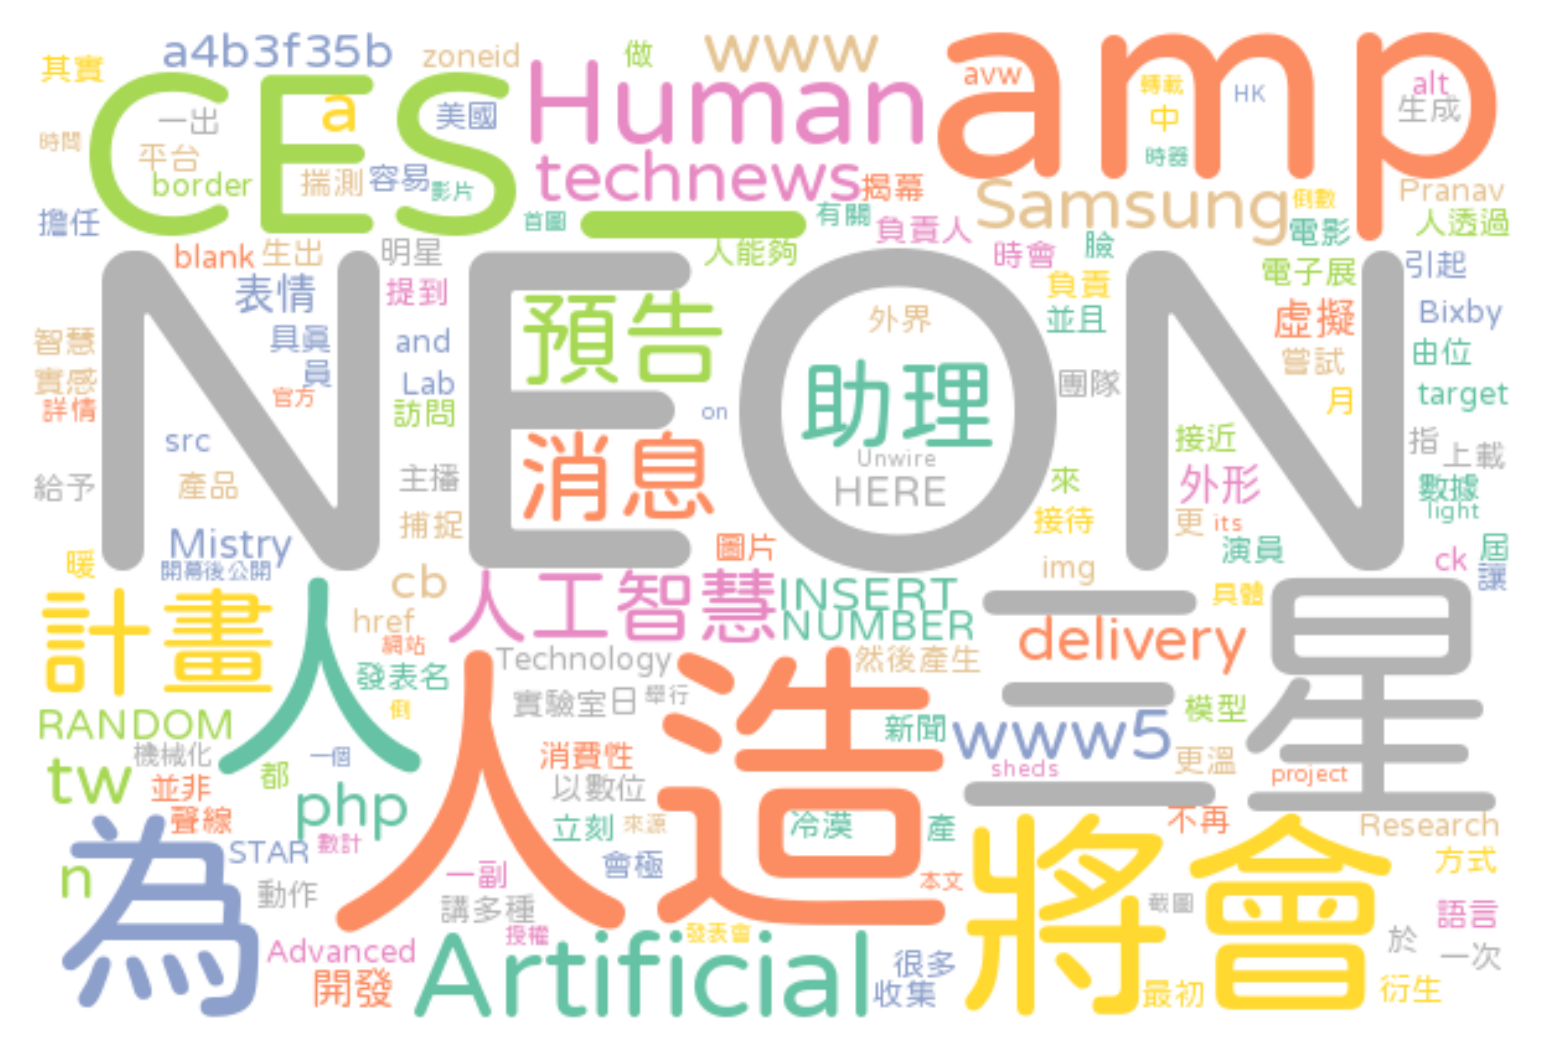 其實
a4b3f35b
zoneid
做
www
amp
avw
轉載
HK
alt
生成
中
時器
CES_
a
一出
美國
Human
時間
平台
border
揣測
容易
影片
technews
揭幕
Samsung
倒數
Pranav
擔任
首圖
有關
負責人
電影
人透過
blank
生出
明星
人能夠
時會
臉
電子展
引起
NEON
表情
提到
預告
外界
負責
並且
虛擬
Bixby
智慧
具真
and
員
嘗試
由位
實感
Lab
助理
團隊
target
詳情
官方
訪問
on
月
src
消息
Unwire
接近
指
上載
給予
產品
主播
HERE
來
外形
數據
light
捕捉
接待
更
its
Mistry
圖片
演員
ck
屆
暖
開幕後公開
讓
img
cb
人工智慧
INSERT
具體
計畫
人
href
NUMBER
三星
delivery
網站
Technology
然後產生
發表名
實驗室日
舉行
人造
倒
RANDOM
新聞
www5
模型
機械化
一個
消費性
更溫
tw
都
sheds
project
並非
php
以數位
聲線
立刻
來源
冷漠
產
不再
Research
為
STAR
數計
將會
會極
方式
n
動作
一副
本文
截圖
講多種
語言
授權
發表會
Advanced
Artificial
於
一次
開發
很多
收集
最初
衍生